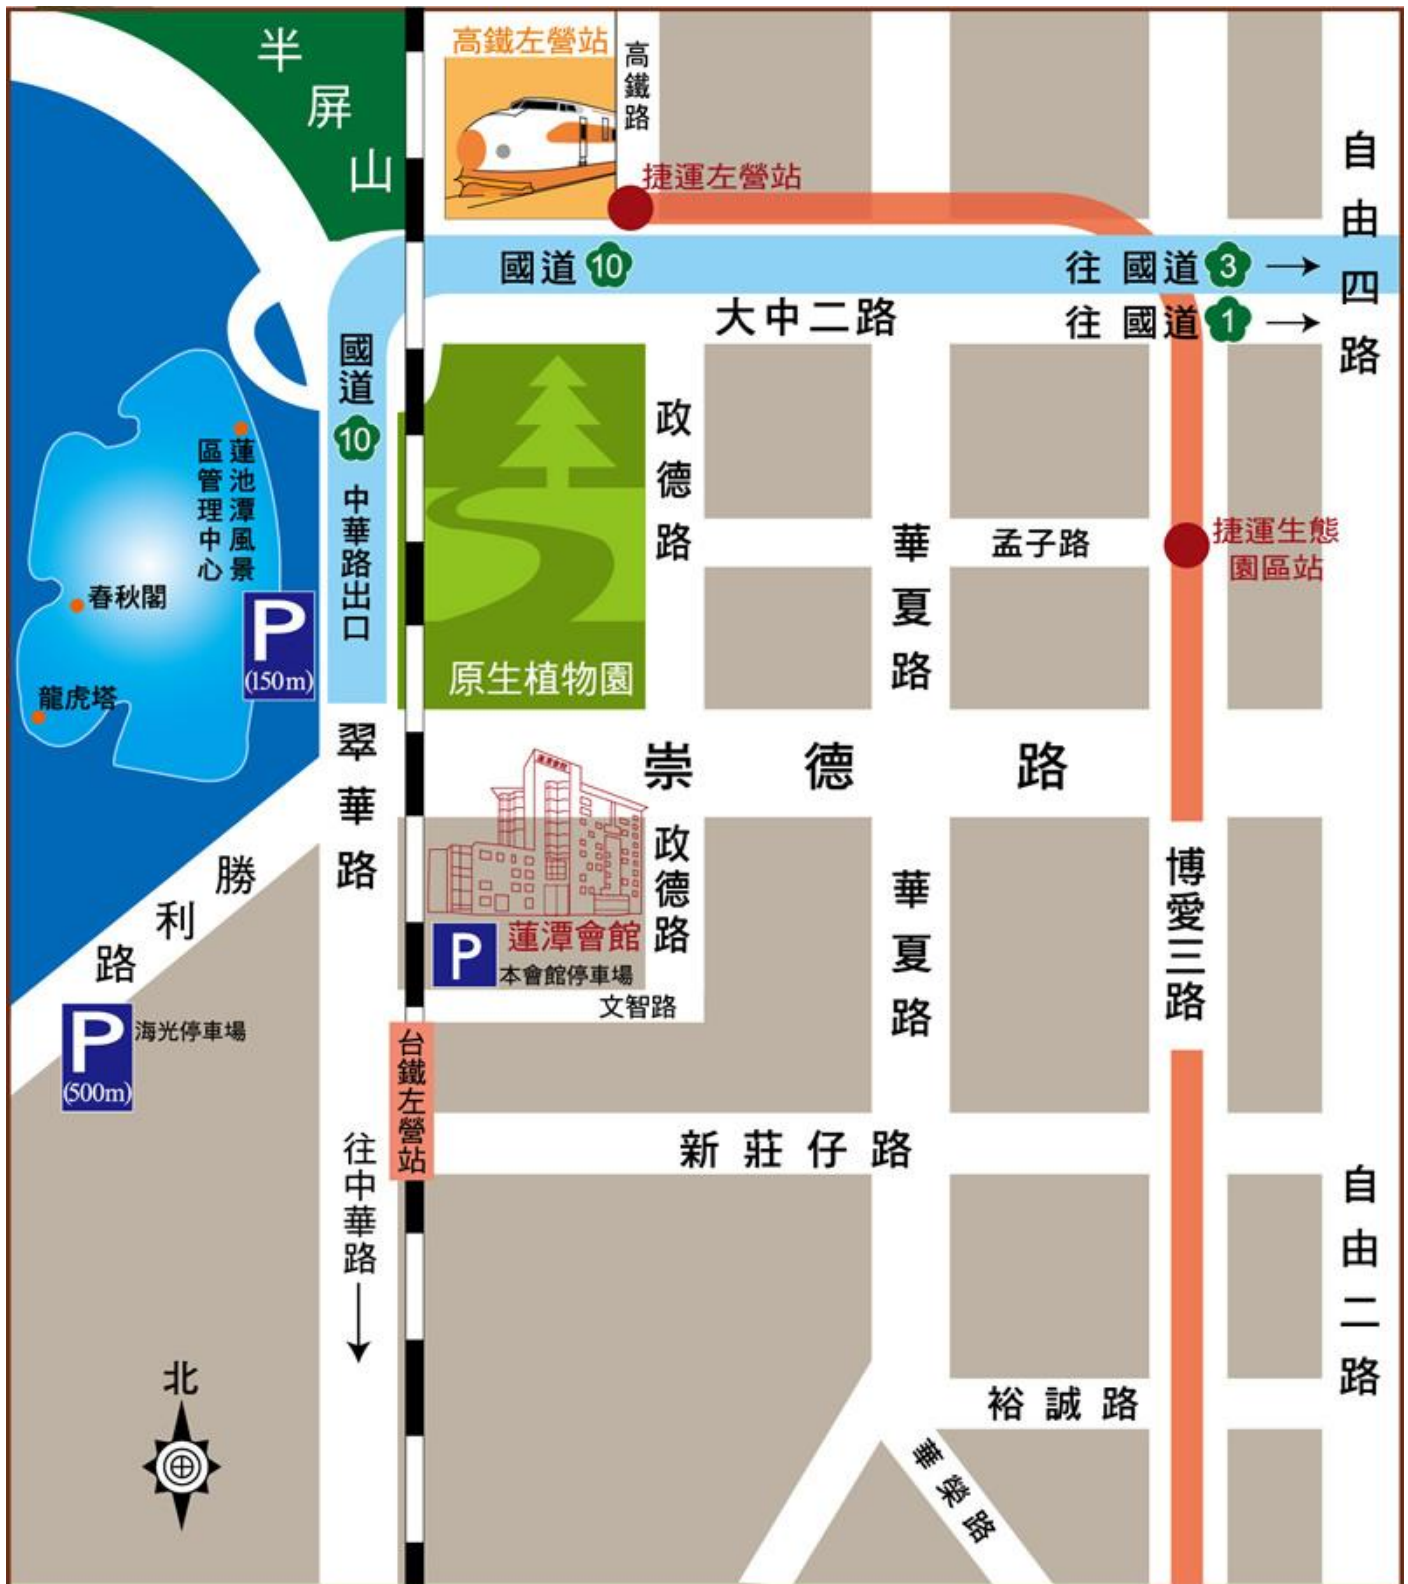 半屏山
高鐵左營站
高鐵路
捷運左營站
自由四路
國道 10
往 國道 3 →
大中二路
往 國道 1 →
國道 10 中華路出口
政德路
蓮池潭風景
區管理中心
華夏路
孟子路
捷運生態
園區站
春秋閣
P
(150m)
龍虎塔
原生植物園
翠華路
崇德路
蓮潭會館
勝利路
政德路
博愛三路
華夏路
P
蓮潭會館
本會館停車場
文智路
P
(500m)
海光停車場
台鐵左營站
往中華路
新莊仔路
自由二路
北
裕誠路
華榮路